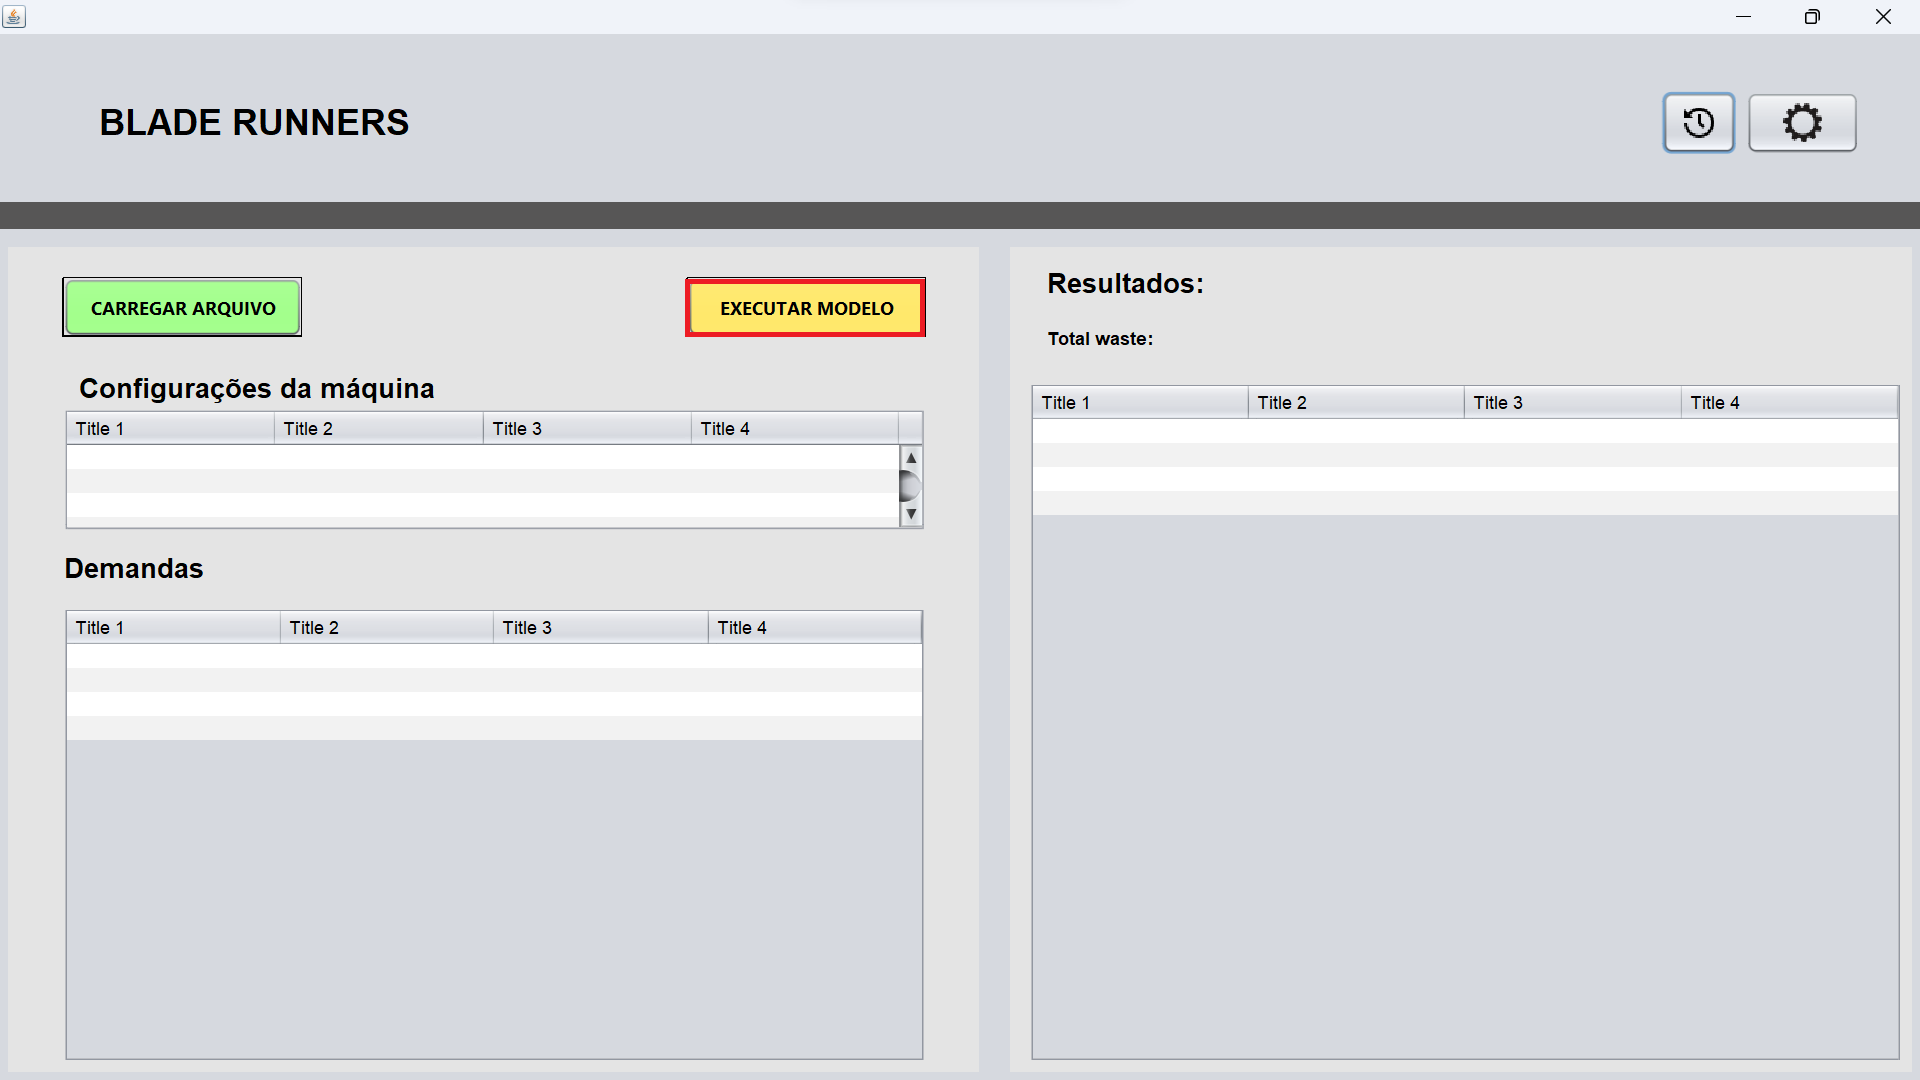 BLADE RUNNERS
CARREGAR ARQUIVO
EXECUTAR MODELO
Configurações da máquina
Title 1 Title 2 Title 3 Title 4
Demandas
Title 1 Title 2 Title 3 Title 4
Resultados:
Total waste:
Title 1 Title 2 Title 3 Title 4